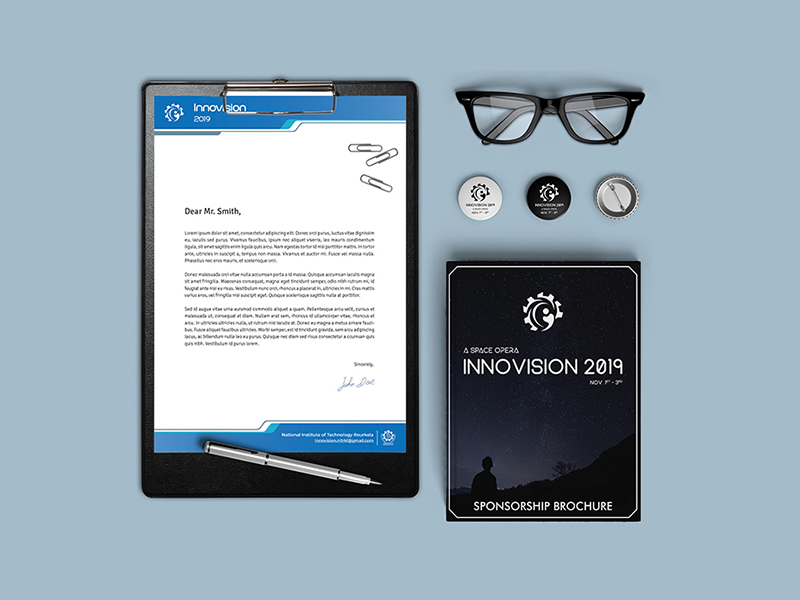 Innovision
2019
Dear Mr. Smith,
Lorem ipsum dolor sit amet, consectetur adipiscing elit. Donec orci purus, luctus vitae dignissim
eu, iaculis sed purus. Vivamus faucibus, ipsum nec aliquet viverra, leo mauris condimentum
ligula, sit amet sagittis enim ligula quis arcu. Nam egestas tortor id nisi porttitor mattis. In tortor
ante, ultricies in suscipit a, tempus non massa. Vivamus et auctor mi. Fusce vel massa nulla.
Phasellus nec eros mauris, et scelerisque orci.
Donec malesuada orci vitae nulla accumsan porta a id massa. Quisque accumsan iaculis magna
sit amet fringilla. Maecenas consequat, magna eget tincidunt semper, odio nibh rutrum mi, id
feugiat ante nisl eu risus. Vestibulum nunc orci, rhoncus a placerat in, ultricies in mi. Cras mattis
varius eros, vel fringilla nisl suscipit eget. Quisque scelerisque sagittis nulla at porttitor.
Sed id augue vitae urna euismod commodo aliquet a quam. Pellentesque arcu velit, cursus et
malesuada ut, consequat et diam. Nullam erat sem, rhoncus id ullamcorper vitae, rhoncus et
arcu. In ultricies ultricies nulla, ut rutrum nisl iaculis ut. Donec eu magna a metus ornare fauci-
bus. Fusce aliquet faucibus ultricies. Morbi semper, est id tincidunt gravida, sem arcu adipiscing
lacus, ac bibendum leo nulla eu purus. Quisque nec diam sed risus consectetur a ccumsan quis
quis nibh. Vestibulum id purus lorem.
Sincerely,
John Doe
National Institute of Technology Rourkela
innovision.nitrkl@gmail.com
INNOVISION 2019
A SPACE OPERA
NOV. 1ST - 3RD
INNOVISION 2019
A SPACE OPERA
NOV. 1ST - 3RD
A SPACE OPERA
INNOVISION 2019
NOV. 1ST - 3RD
SPONSORSHIP BROCHURE